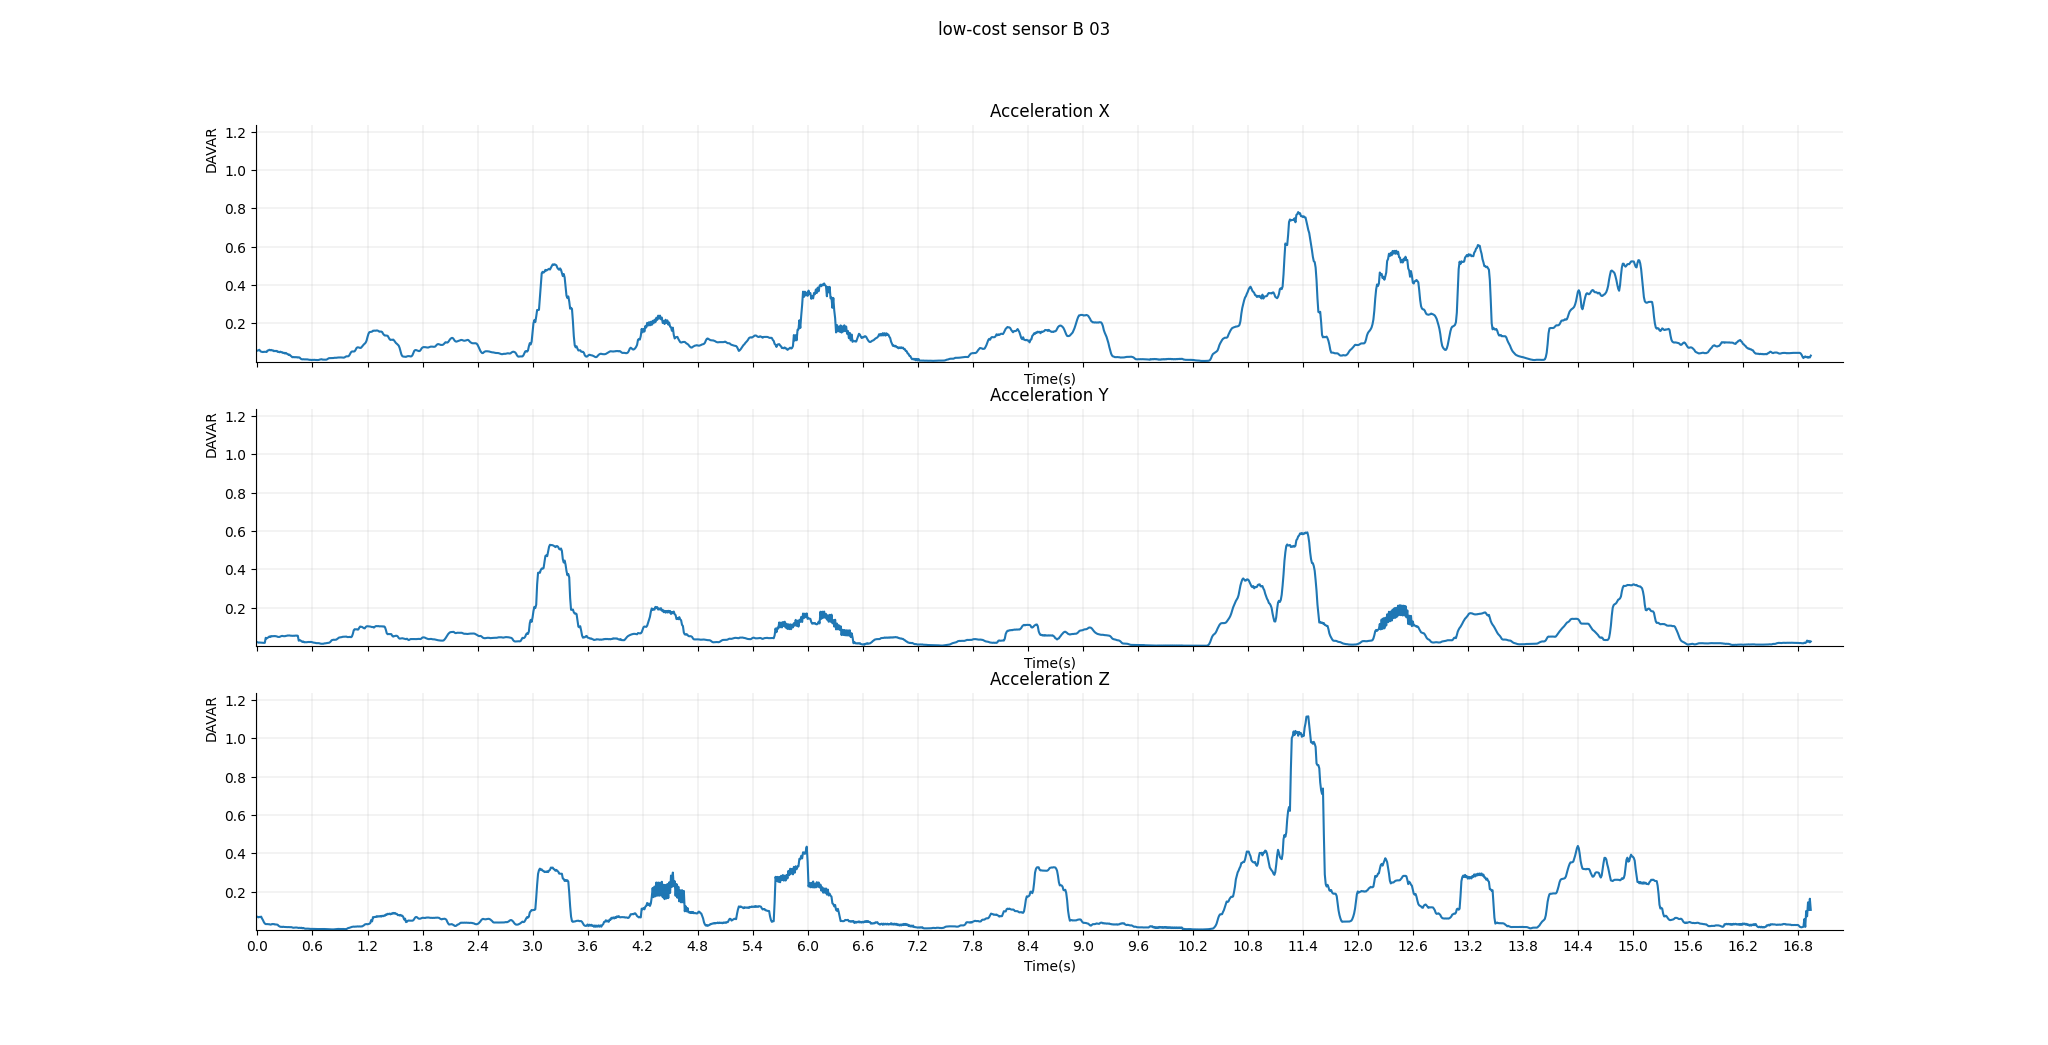 low-cost sensor B 03
Acceleration X
DAVAR
1.2
1.0
0.8
0.6
0.4
0.2
Time(s)
Acceleration Y
DAVAR
1.2
1.0
0.8
0.6
0.4
0.2
Time(s)
Acceleration Z
DAVAR
1.2
1.0
0.8
0.6
0.4
0.2
0.0 0.6 1.2 1.8 2.4 3.0 3.6 4.2 4.8 5.4 6.0 6.6 7.2 7.8 8.4 9.0 9.6 10.2 10.8 11.4 12.0 12.6 13.2 13.8 14.4 15.0 15.6 16.2 16.8
Time(s)